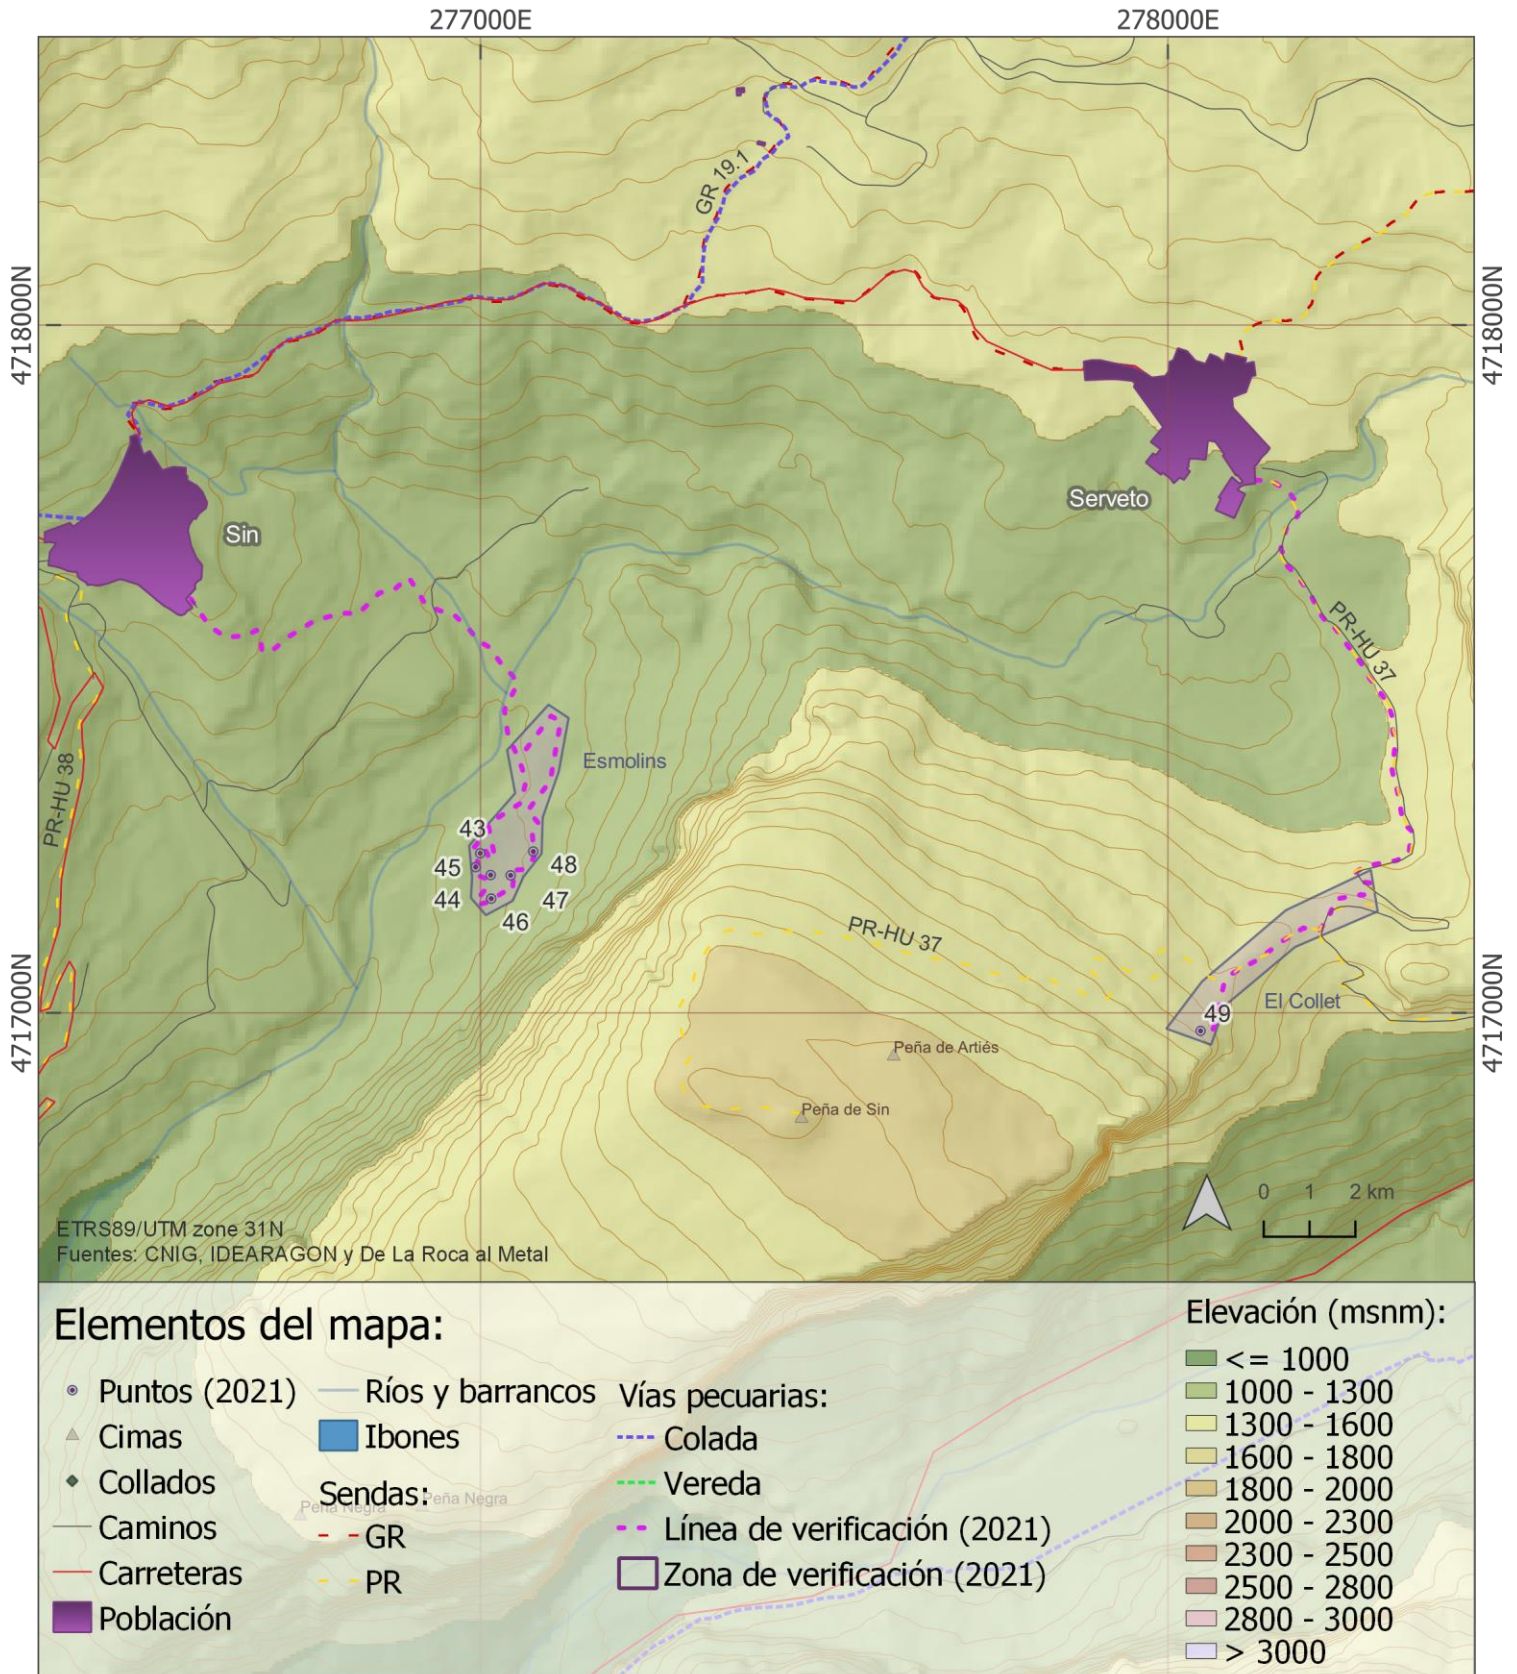 277000E
278000E
GR 19.1
4718000N
4718000N
Serveto
Sin
PR-HU 37
Esmolins
PR-HU 38
43
45
48
44
47
46
PR-HU 37
4717000N
4717000N
El Collet
49
Peña de Artiés
Peña de Sin
0 1 2 km
ETRS89/UTM zone 31N
Fuentes: CNIG, IDEARAGON y De La Roca al Metal
Elementos del mapa:
Puntos (2021)
Cimas
Collados
Caminos
Carreteras
Población
Ríos y barrancos
Ibones
Sendas:
GR
PR
Peña Negra
Peña Negra
Vías pecuarias:
Colada
Vereda
Línea de verificación (2021)
Zona de verificación (2021)
Elevación (msnm):
<= 1000
1000 - 1300
1300 - 1600
1600 - 1800
1800 - 2000
2000 - 2300
2300 - 2500
2500 - 2800
2800 - 3000
> 3000